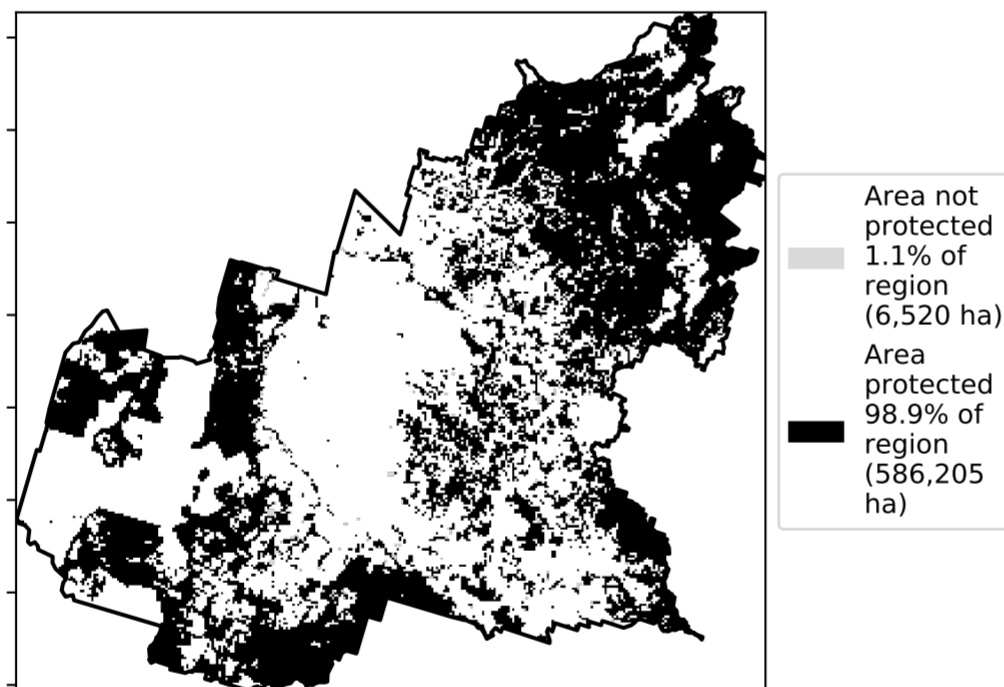 Area not
protected
1.1% of
region
(6,520 ha)
Area
protected
98.9% of
region
(586,205
ha)